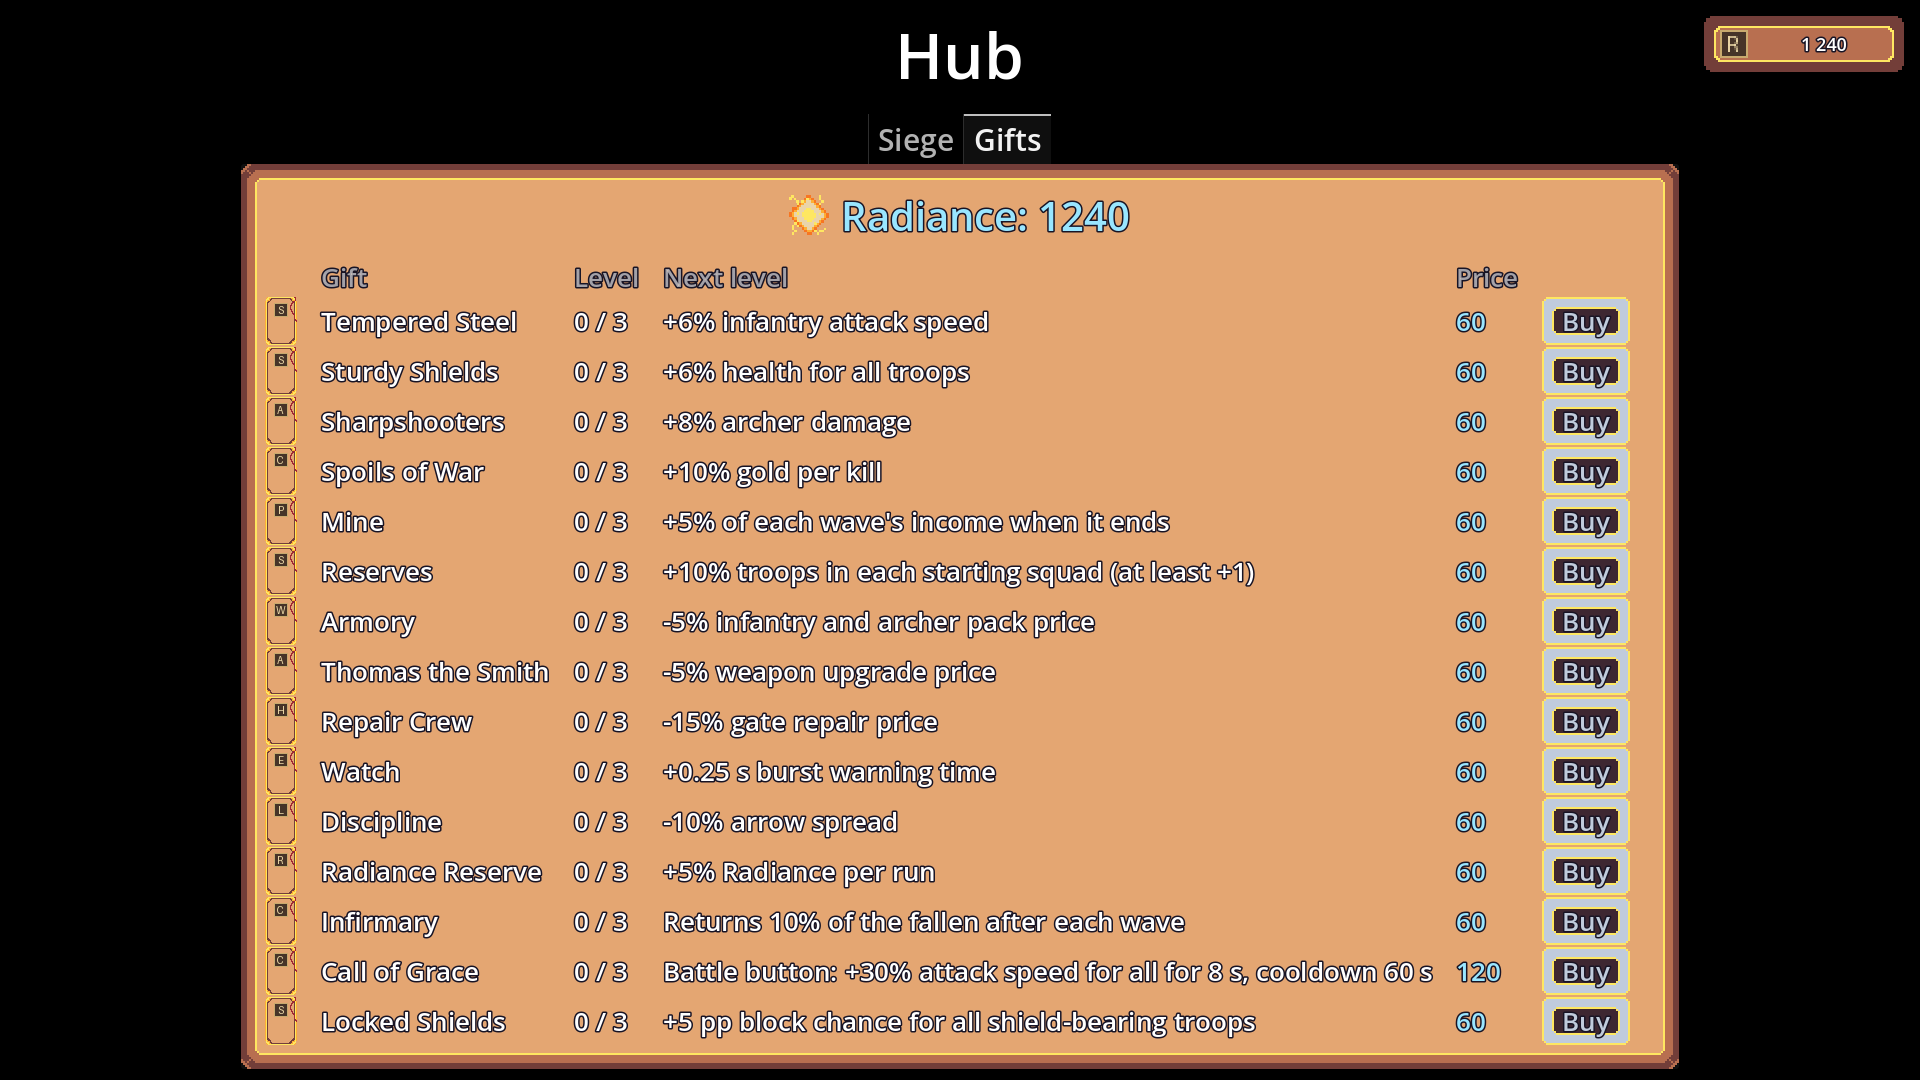 Hub
R 1 240
Siege Gifts
Radiance: 1240
Gift Level Next level Price
S Tempered Steel 0 / 3 +6% infantry attack speed 60 Buy
S Sturdy Shields 0 / 3 +6% health for all troops 60 Buy
A Sharpshooters 0 / 3 +8% archer damage 60 Buy
C Spoils of War 0 / 3 +10% gold per kill 60 Buy
P Mine 0 / 3 +5% of each wave's income when it ends 60 Buy
S Reserves 0 / 3 +10% troops in each starting squad (at least +1) 60 Buy
W Armory 0 / 3 -5% infantry and archer pack price 60 Buy
A Thomas the Smith 0 / 3 -5% weapon upgrade price 60 Buy
H Repair Crew 0 / 3 -15% gate repair price 60 Buy
E Watch 0 / 3 +0.25 s burst warning time 60 Buy
L Discipline 0 / 3 -10% arrow spread 60 Buy
R Radiance Reserve 0 / 3 +5% Radiance per run 60 Buy
C Infirmary 0 / 3 Returns 10% of the fallen after each wave 60 Buy
C Call of Grace 0 / 3 Battle button: +30% attack speed for all for 8 s, cooldown 60 s 120 Buy
S Locked Shields 0 / 3 +5 pp block chance for all shield-bearing troops 60 Buy